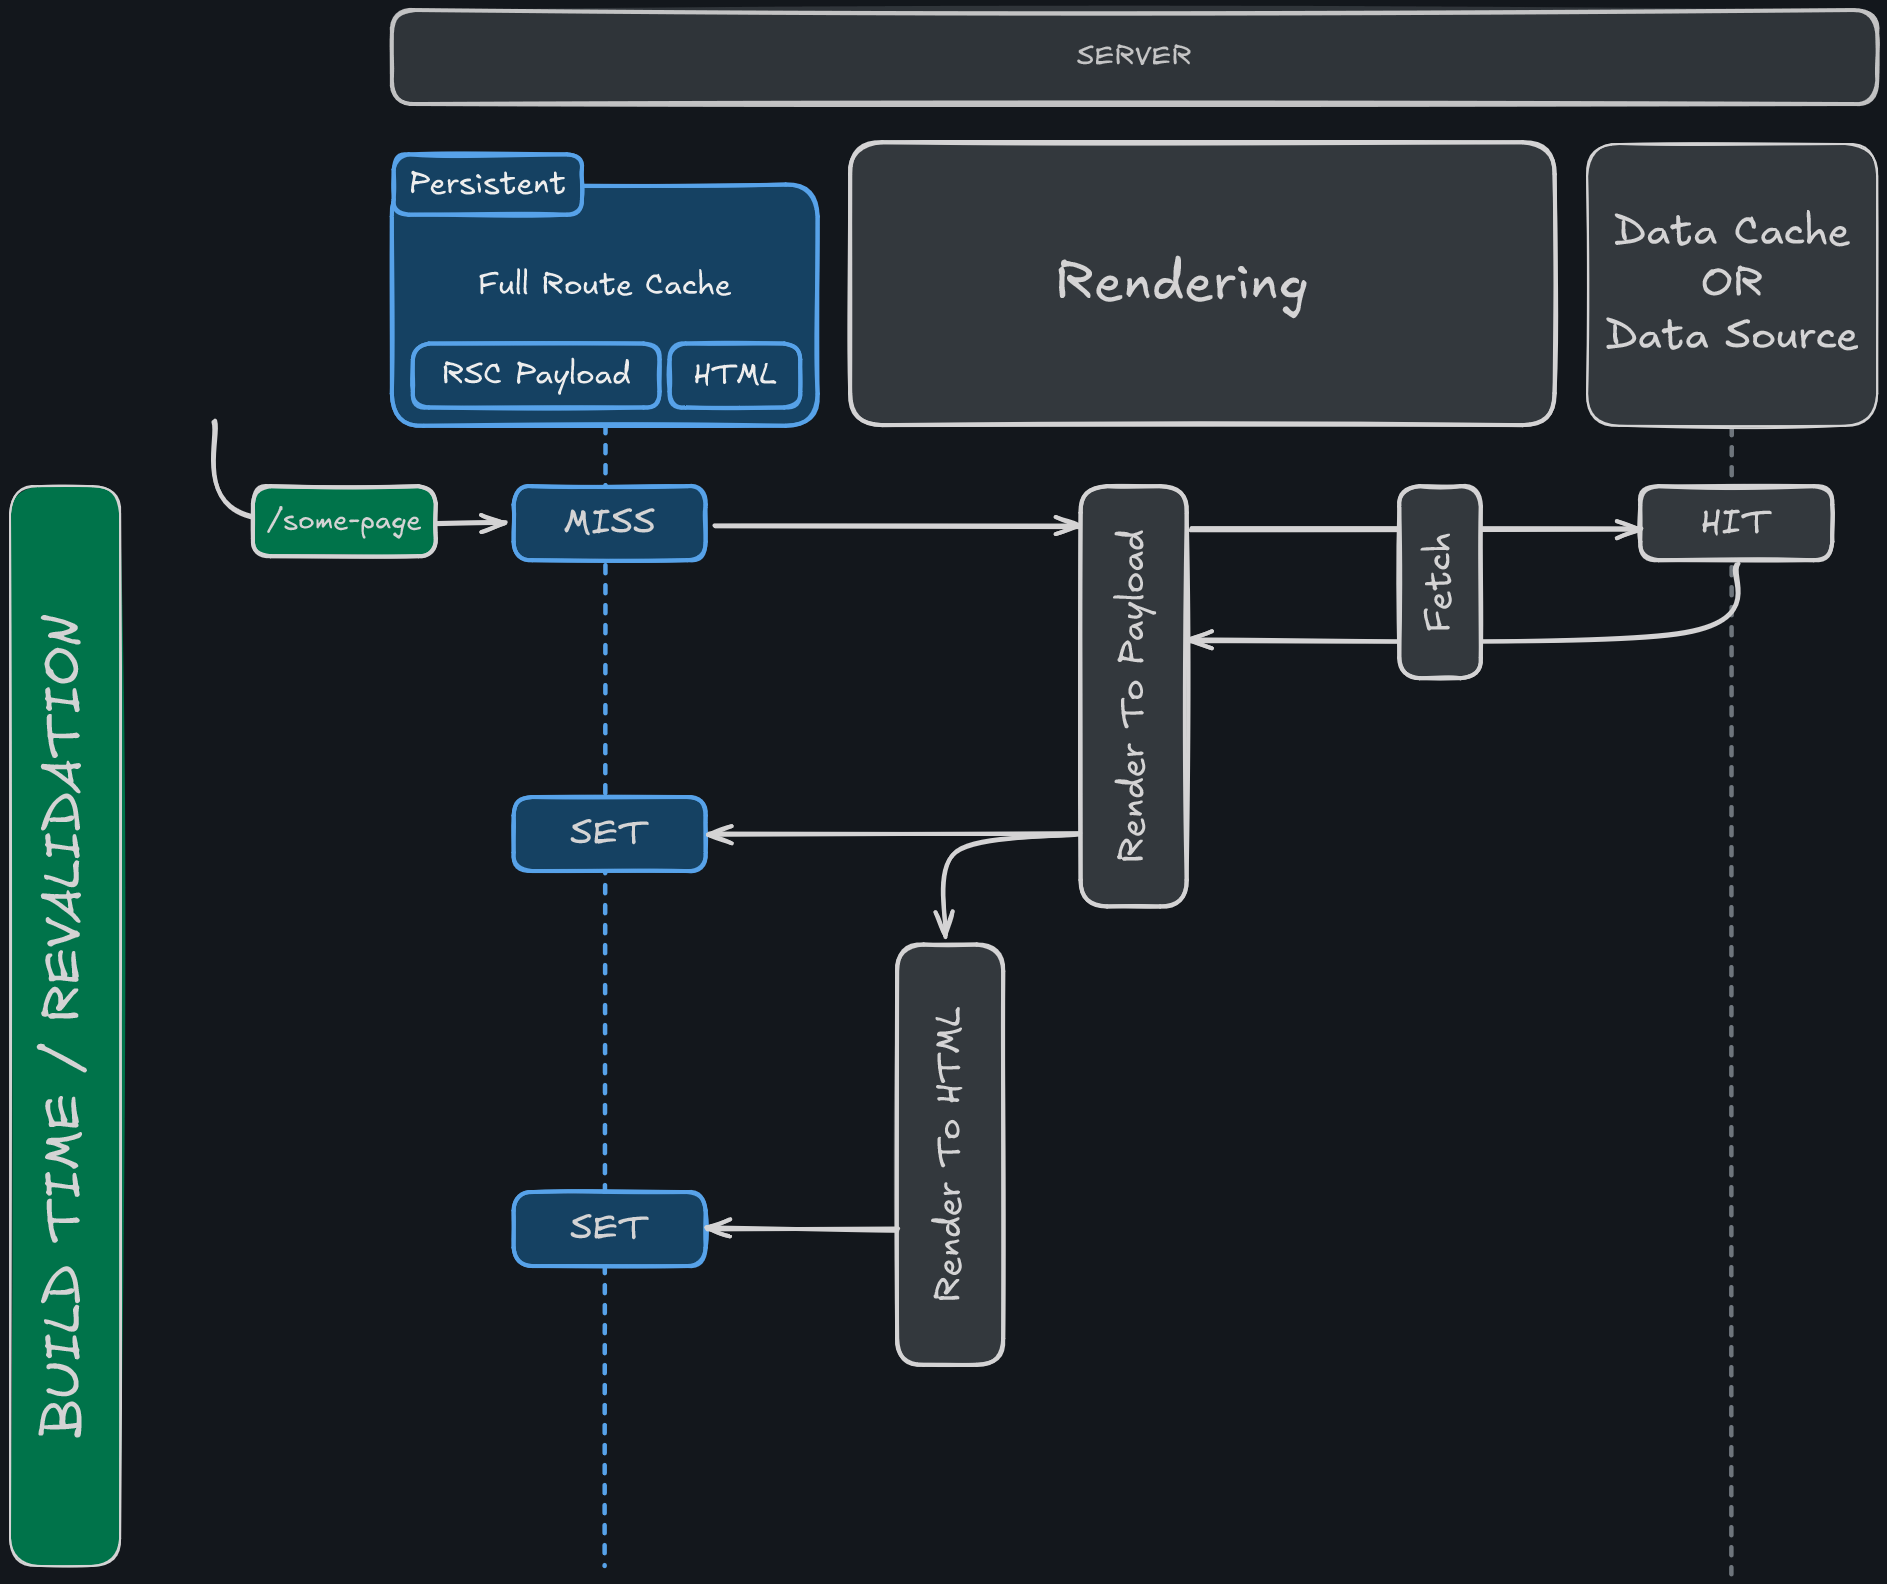 SERVER
Persistent
Full Route Cache
RSC Payload
HTML
Rendering
Data Cache
OR
Data Source
/some-page
MISS
Render To Payload
Fetch
HIT
SET
Render To HTML
SET
BUILD TIME / REVALIDATION